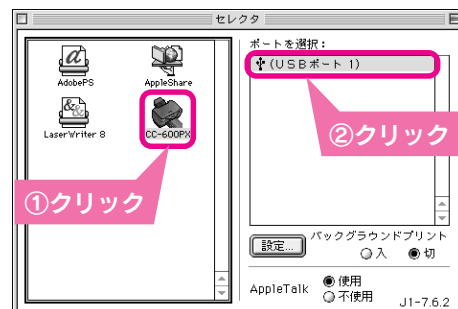 セレクタ
AdobePS
AppleShare
LaserWriter 8
CC-600PX
①クリック
ポートを選択：
(USBポート 1)
②クリック
設定...
バックグラウンドプリント
入 切
AppleTalk
使用
不使用
J1-7.6.2